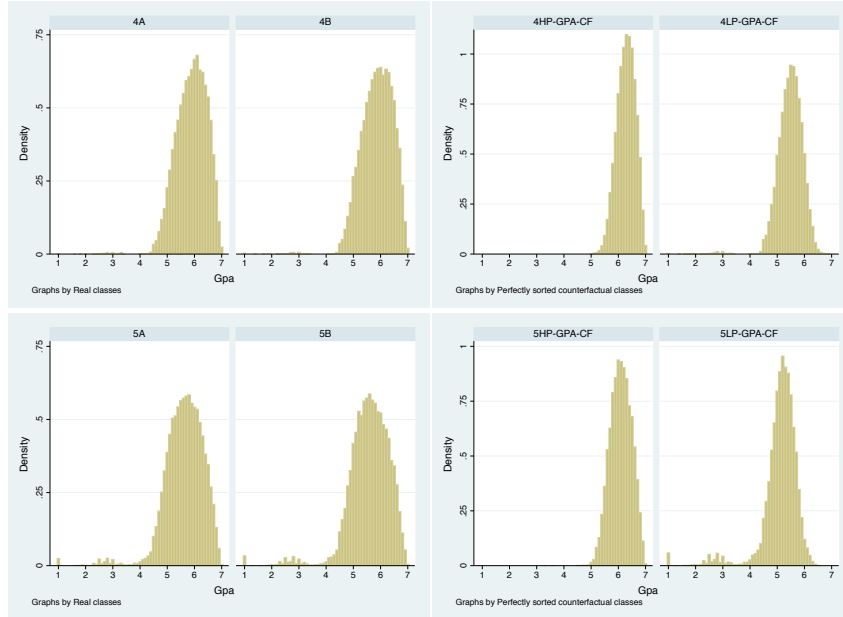 4A 4B
.75
.5
.25
0
Density
1 2 3 4 5 6 7 1 2 3 4 5 6 7
Gpa
Graphs by Real classes
4HP-GPA-CF 4LP-GPA-CF
1
.75
.5
.25
0
Density
1 2 3 4 5 6 7 1 2 3 4 5 6 7
Gpa
Graphs by Perfectly sorted counterfactual classes
5A 5B
.75
.5
.25
0
Density
1 2 3 4 5 6 7 1 2 3 4 5 6 7
Gpa
Graphs by Real classes
5HP-GPA-CF 5LP-GPA-CF
1
.75
.5
.25
0
Density
1 2 3 4 5 6 7 1 2 3 4 5 6 7
Gpa
Graphs by Perfectly sorted counterfactual classes